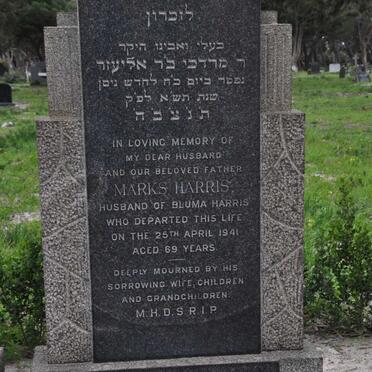 לזכרון
בעלי ואבינו היקר
ר מרדכי בר אליעזר
נפטר ביום כ״ח לחדש ניסן
שנת תש״א לפ״ק
תנצבה
IN LOVING MEMORY OF
MY DEAR HUSBAND
AND OUR BELOVED FATHER
MARKS HARRIS,
HUSBAND OF BLUMA HARRIS
WHO DEPARTED THIS LIFE
ON THE 25TH APRIL 1941
AGED 69 YEARS.
DEEPLY MOURNED BY HIS
SORROWING WIFE, CHILDREN
AND GRANDCHILDREN.
M.H.D.S.R.I.P.